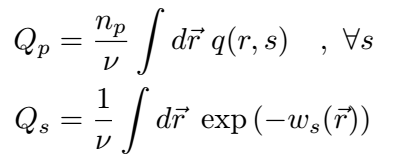 Q_p = \frac{n_p}{\nu} \int d\vec{r} \, q(r, s) \quad , \ \forall s
Q_s = \frac{1}{\nu} \int d\vec{r} \, \exp\left(-w_s(\vec{r})\right)